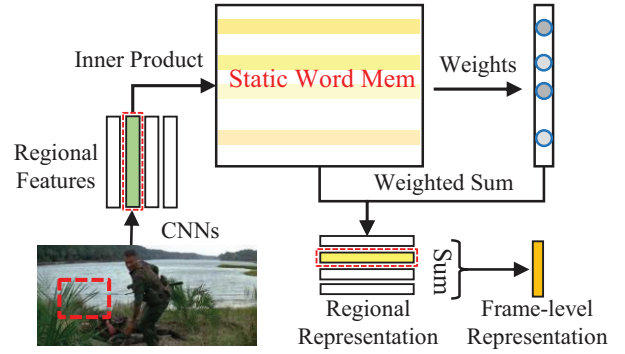 Inner Product
Static Word Mem
Weights
Regional
Features
CNNs
Weighted Sum
Sum
Regional
Representation
Frame-level
Representation